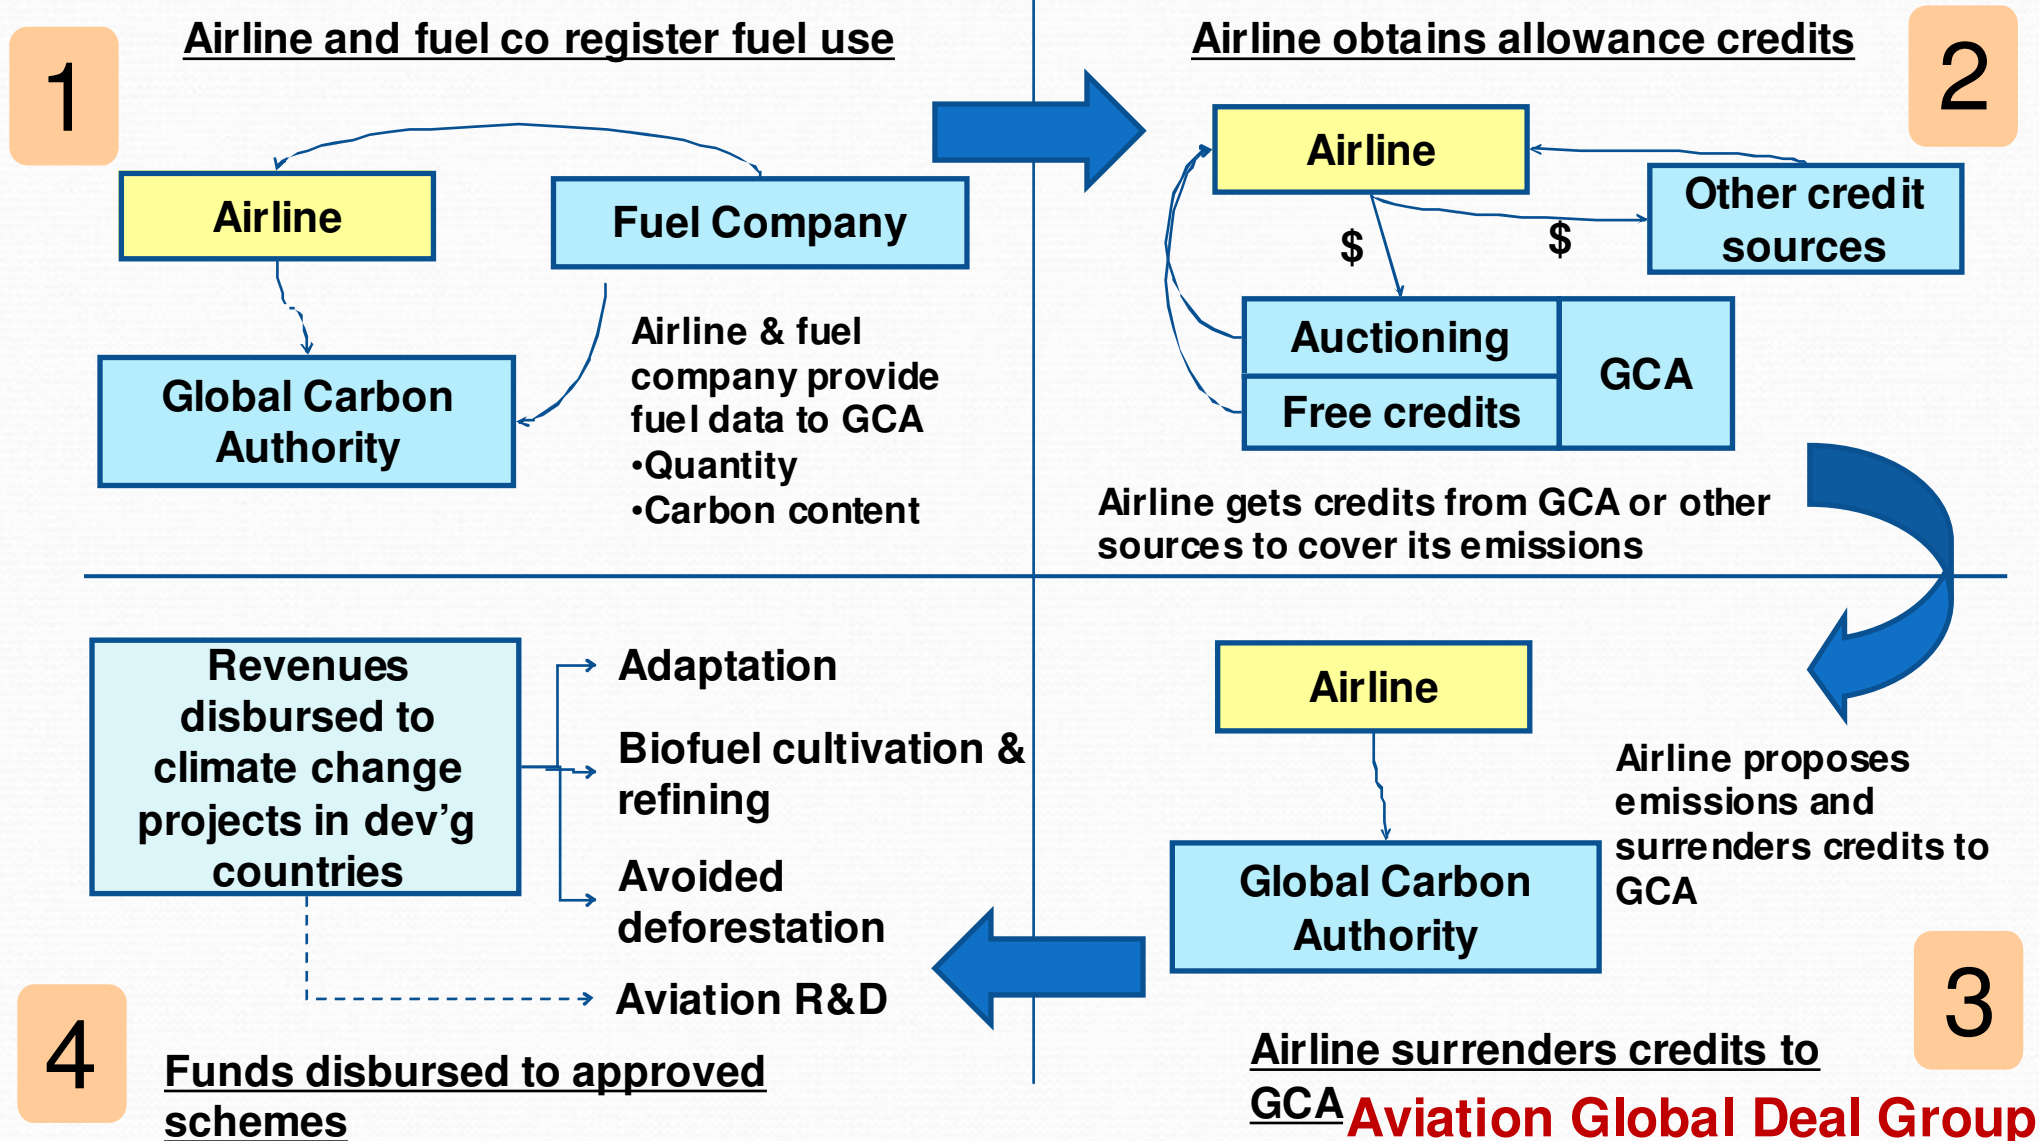 1
Airline and fuel co register fuel use
Airline
Fuel Company
Global Carbon
Authority
Airline & fuel
company provide
fuel data to GCA
•Quantity
•Carbon content
2
Airline obtains allowance credits
Airline
Other credit
sources
$
$
Auctioning
Free credits
GCA
Airline gets credits from GCA or other
sources to cover its emissions
Airline
Airline proposes
emissions and
surrenders credits to
GCA
Global Carbon
Authority
3
Airline surrenders credits to
GCA
Revenues
disbursed to
climate change
projects in dev’g
countries
Adaptation
Biofuel cultivation &
refining
Avoided
deforestation
Aviation R&D
4
Funds disbursed to approved
schemes
Aviation Global Deal Group